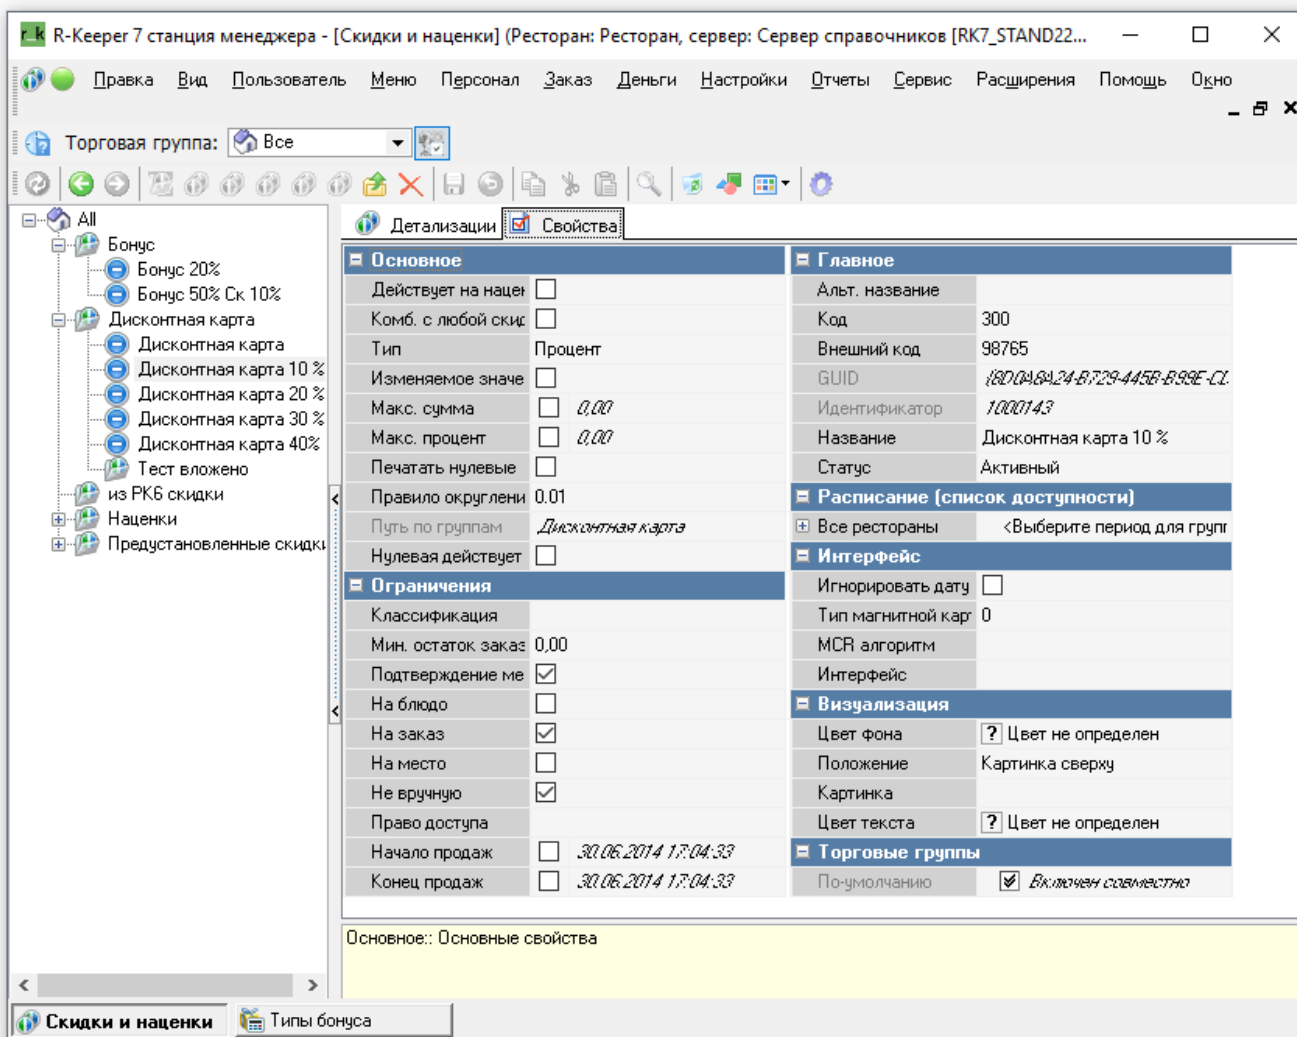 r_k R-Keeper 7 станция менеджера - [Скидки и наценки] (Ресторан: Ресторан, сервер: Сервер справочников [RK7_STAND22...
Правка Вид Пользователь Меню Персонал Заказ Деньги Настройки Отчеты Сервис Расширения Помощь Окно
Торговая группа: Все
All
Бонус
Бонус 20%
Бонус 50% Ск 10%
Дисконтная карта
Дисконтная карта
Дисконтная карта 10 %
Дисконтная карта 20 %
Дисконтная карта 30 %
Дисконтная карта 40%
Тест вложено
из РК6 скидки
Наценки
Предустановленные скидки
Детализации Свойства
Основное
Действует на нацен
Комб. с любой скид
Тип Процент
Изменяемое значе
Макс. сумма 0,00
Макс. процент 0,00
Печатать нулевые
Правило округлени 0.01
Путь по группам Дисконтная карта
Нулевая действует
Ограничения
Классификация
Мин. остаток заказ 0,00
Подтверждение ме
На блюдо
На заказ
На место
Не вручную
Право доступа
Начало продаж 30.06.2014 17:04:33
Конец продаж 30.06.2014 17:04:33
Главное
Альт. название
Код 300
Внешний код 98765
GUID {8D0A8A24-B729-445B-B99E-CL
Идентификатор 1000143
Название Дисконтная карта 10 %
Статус Активный
Расписание (список доступности)
Все рестораны <Выберите период для групп
Интерфейс
Игнорировать дату
Тип магнитной кар 0
MCR алгоритм
Интерфейс
Визуализация
Цвет фона ? Цвет не определен
Положение Картинка сверху
Картинка
Цвет текста ? Цвет не определен
Торговые группы
По-умолчанию Включен совместно
Основное:: Основные свойства
Скидки и наценки Типы бонуса